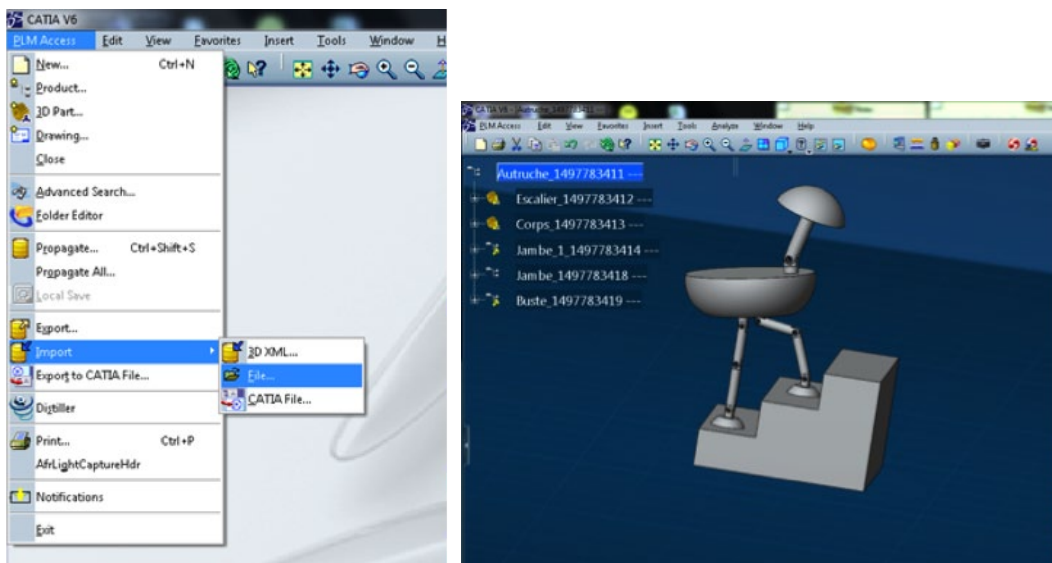 CATIA V6
PLM Access Edit View Favorites Insert Tools Window H
New... Ctrl+N
Product...
3D Part...
Drawing...
Close
Advanced Search...
Folder Editor
Propagate... Ctrl+Shift+S
Propagate All...
Local Save
Export...
Import
Export to CATIA File...
Distiller
Print... Ctrl+P
AfrLightCaptureHdr
Notifications
Exit
3D XML...
File...
CATIA File...
CATIA V6 - [Autruche_1497783411 ---]
PLM Access Edit View Favorites Insert Tools Analyze Window Help
Autruche_1497783411 ---
Escalier_1497783412 ---
Corps_1497783413 ---
Jambe_1_1497783414 ---
Jambe_1497783418 ---
Buste_1497783419 ---